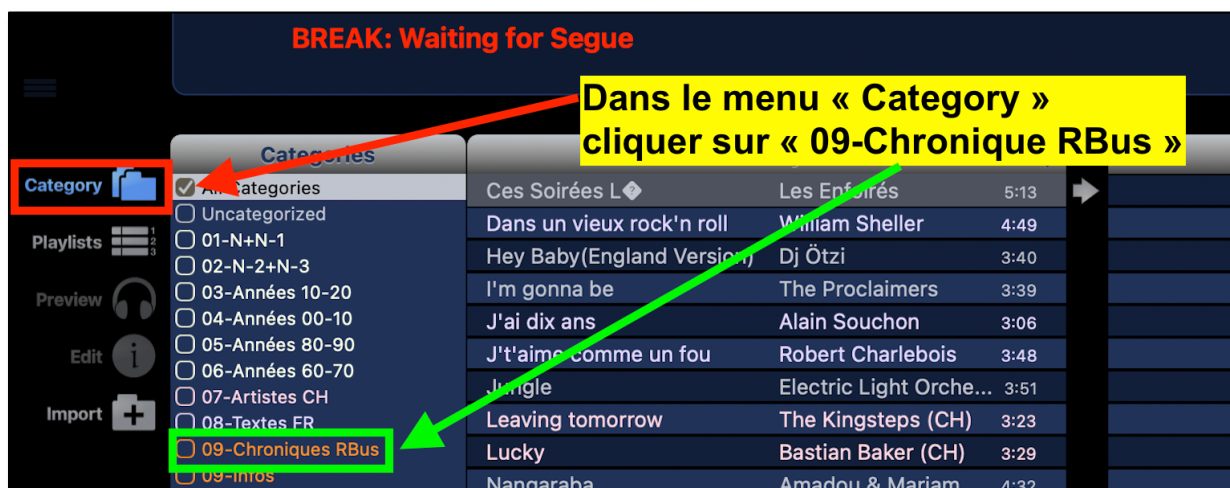 BREAK: Waiting for Segue
Dans le menu « Category »
cliquer sur « 09-Chronique RBus »
Categories
Category
All Categories
Uncategorized
01-N+N-1
02-N-2+N-3
03-Années 10-20
04-Années 00-10
05-Années 80-90
06-Années 60-70
07-Artistes CH
08-Textes FR
09-Chroniques RBus
09-Infos
Playlists
1
2
3
Preview
Edit
i
Import
Ces Soirées L� Les Enfoirés 5:13
Dans un vieux rock'n roll William Sheller 4:49
Hey Baby(England Version) Dj Ötzi 3:40
I'm gonna be The Proclaimers 3:39
J'ai dix ans Alain Souchon 3:06
J't'aime comme un fou Robert Charlebois 3:48
Jungle Electric Light Orche... 3:51
Leaving tomorrow The Kingsteps (CH) 3:23
Lucky Bastian Baker (CH) 3:29
Nangaraba Amadou & Mariam 4:32